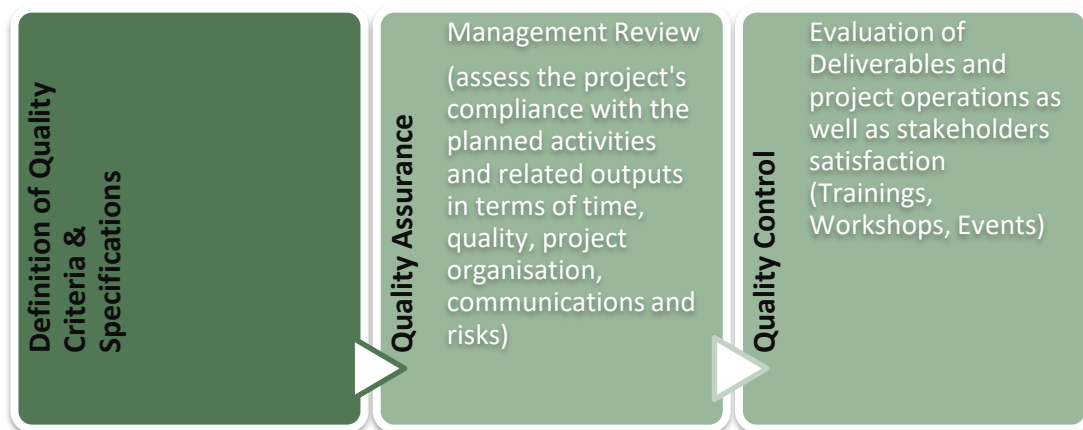 Definition of Quality
Criteria &
Specifications
Quality Assurance
Management Review
(assess the project's
compliance with the
planned activities
and related outputs
in terms of time,
quality, project
organisation,
communications and
risks)
Quality Control
Evaluation of
Deliverables and
project operations as
well as stakeholders
satisfaction
(Trainings,
Workshops, Events)